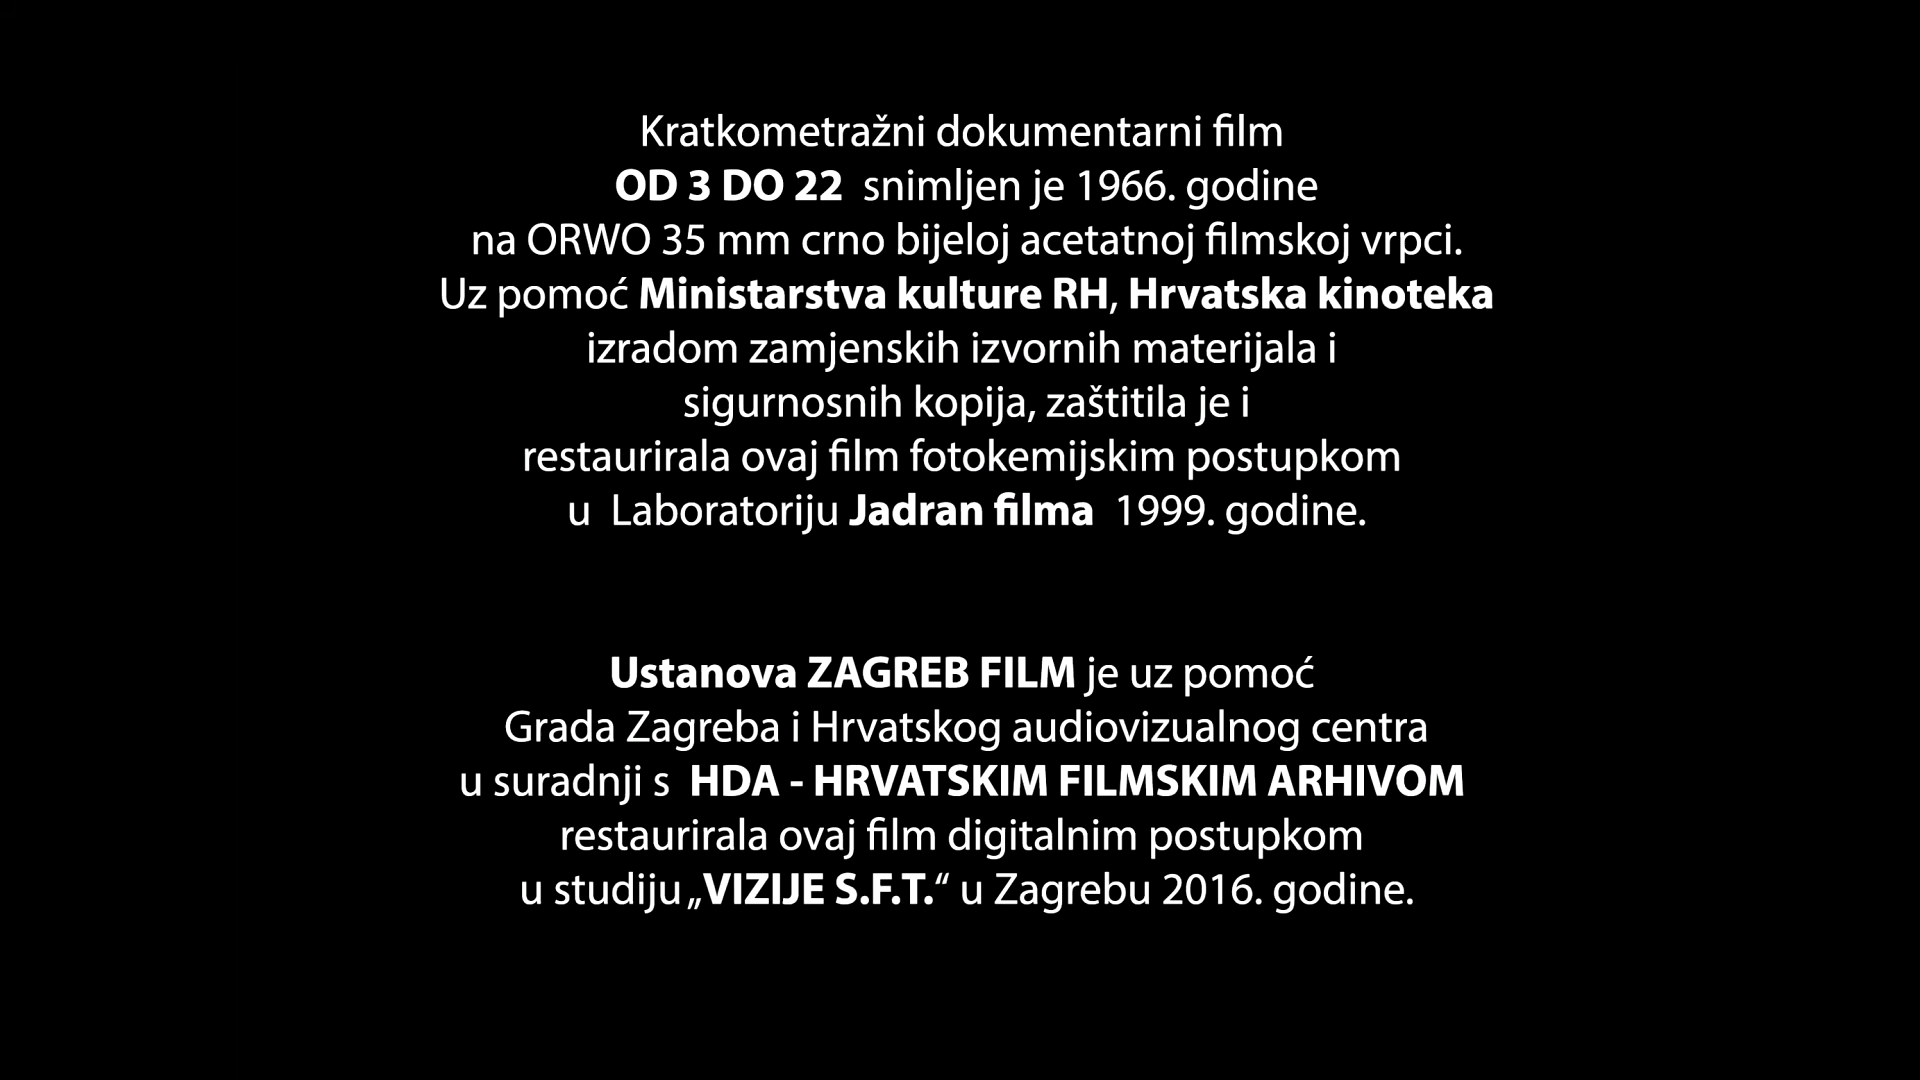 Kratkometražni dokumentarni film
OD 3 DO 22 snimljen je 1966. godine
na ORWO 35 mm crno bijeloj acetatnoj filmskoj vrpci.
Uz pomoć Ministarstva kulture RH, Hrvatska kinoteka
izradom zamjenskih izvornih materijala i
sigurnosnih kopija, zaštitila je i
restaurirala ovaj film fotokemijskim postupkom
u Laboratoriju Jadran filma 1999. godine.
Ustanova ZAGREB FILM je uz pomoć
Grada Zagreba i Hrvatskog audiovizualnog centra
u suradnji s HDA - HRVATSKIM FILMSKIM ARHIVOM
restaurirala ovaj film digitalnim postupkom
u studiju „VIZIJE S.F.T.“ u Zagrebu 2016. godine.